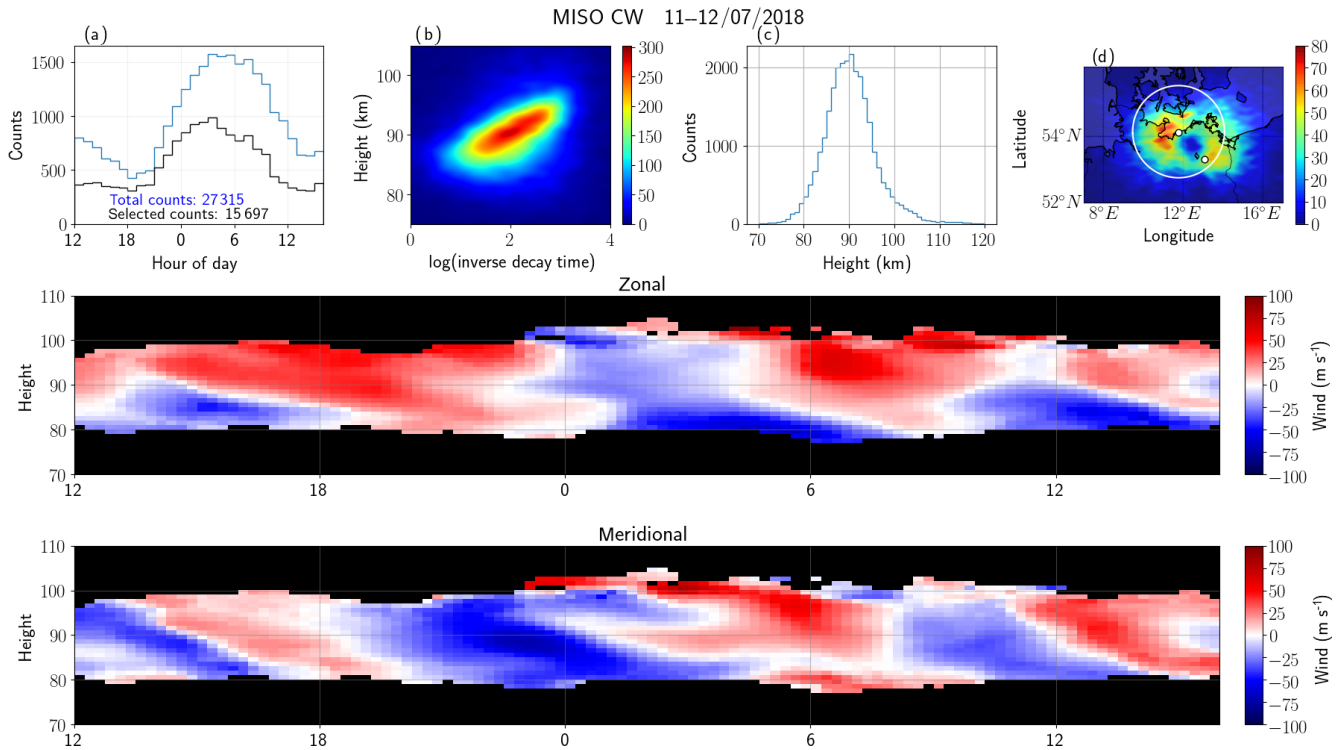 MISO CW 11–12/07/2018
(a)
1500
1000
500
0
Counts
12 18 0 6 12
Hour of day
Total counts: 27 315
Selected counts: 15 697
(b)
100
90
80
Height (km)
0 2 4
log(inverse decay time)
300
250
200
150
100
50
0
(c)
2000
1000
0
Counts
70 80 90 100 110 120
Height (km)
(d)
Latitude
54°N
52°N
8°E 12°E 16°E
Longitude
80
70
60
50
40
30
20
10
0
Zonal
110
100
90
80
70
Height
12 18 0 6 12
100
75
50
25
0
−25
−50
−75
−100
Wind (m s⁻¹)
Meridional
110
100
90
80
70
Height
12 18 0 6 12
100
75
50
25
0
−25
−50
−75
−100
Wind (m s⁻¹)